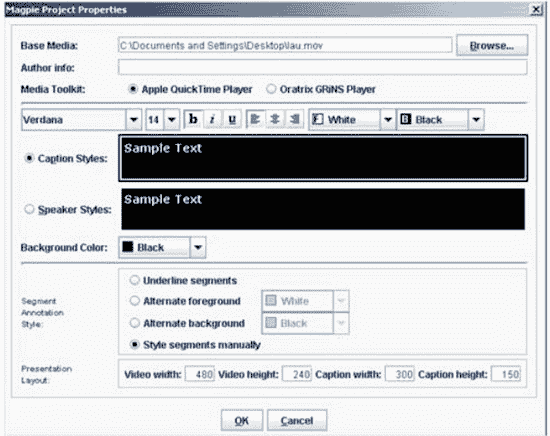 Magpie Project Properties
Base Media: C:\Documents and Settings\Desktop\lau.mov Browse...
Author info:
Media Toolkit: Apple QuickTime Player Oratrix GRiNS Player
Verdana 14 b i u F White B Black
Caption Styles: Sample Text
Speaker Styles: Sample Text
Background Color: Black
Segment Annotation Style:
Underline segments
Alternate foreground White
Alternate background Black
Style segments manually
Presentation Layout:
Video width: 480 Video height: 240 Caption width: 300 Caption height: 150
OK Cancel